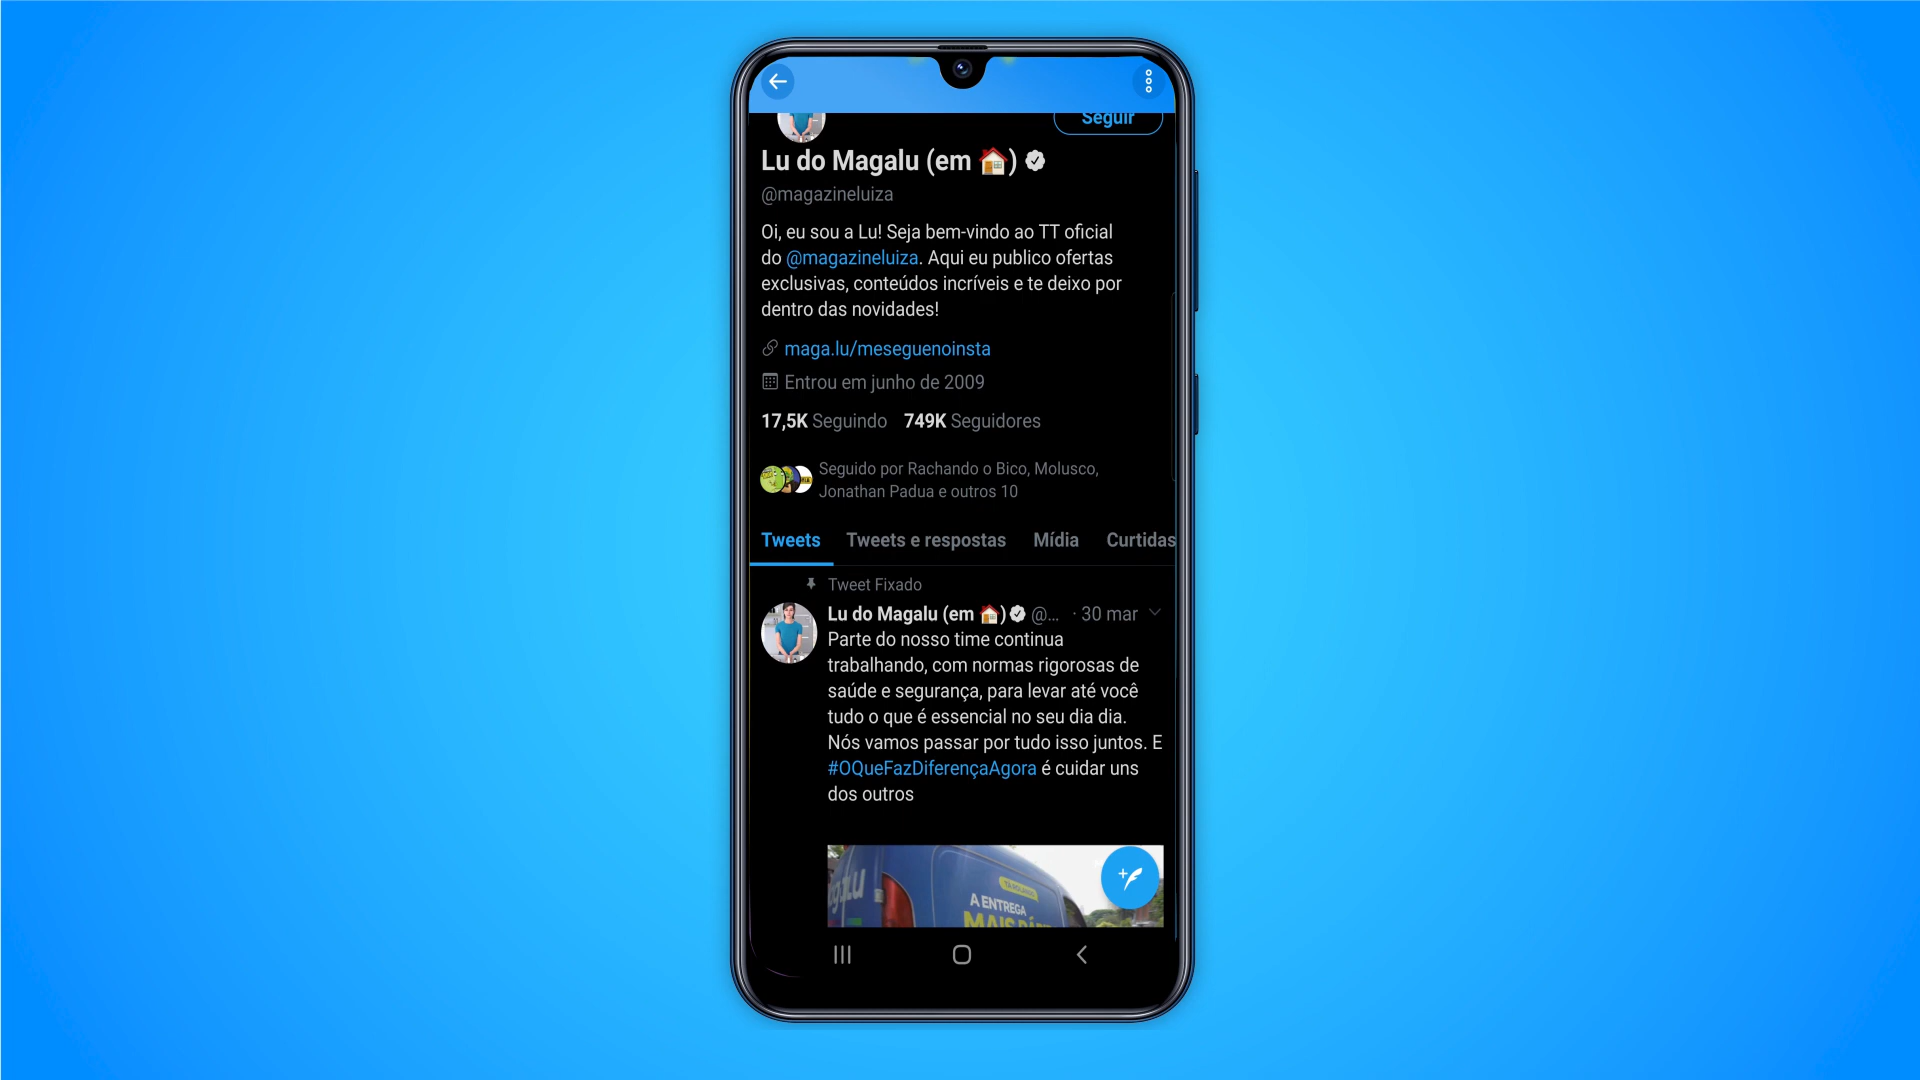 Seguir
Lu do Magalu (em 🏠)
@magazineluiza
Oi, eu sou a Lu! Seja bem-vindo ao TT oficial
do @magazineluiza. Aqui eu publico ofertas
exclusivas, conteúdos incríveis e te deixo por
dentro das novidades!
maga.lu/meseguenoinsta
Entrou em junho de 2009
17,5K Seguindo 749K Seguidores
Seguido por Rachando o Bico, Molusco,
Jonathan Padua e outros 10
Tweets Tweets e respostas Mídia Curtidas
Tweet Fixado
Lu do Magalu (em 🏠) @... · 30 mar
Parte do nosso time continua
trabalhando, com normas rigorosas de
saúde e segurança, para levar até você
tudo o que é essencial no seu dia dia.
Nós vamos passar por tudo isso juntos. E
#OQueFazDiferençaAgora é cuidar uns
dos outros
A ENTREGA
MAIS